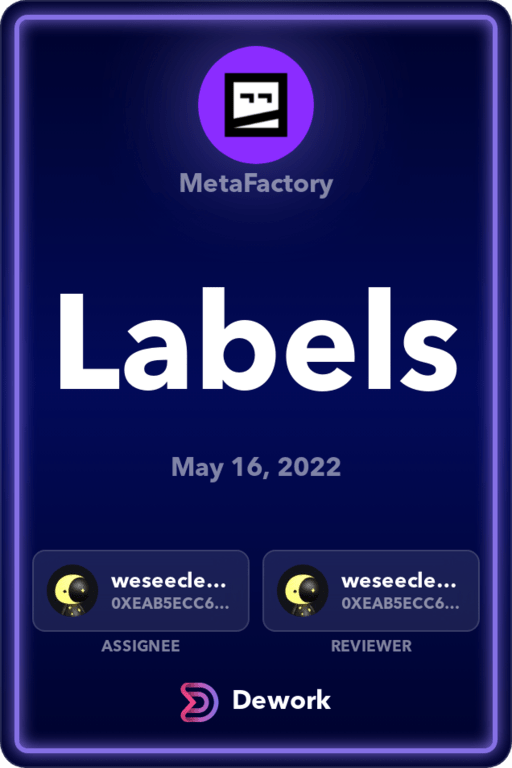 MetaFactory
Labels
May 16, 2022
weseecle... weseecle...
0XEAB5ECC6... 0XEAB5ECC6...
ASSIGNEE REVIEWER
Dework